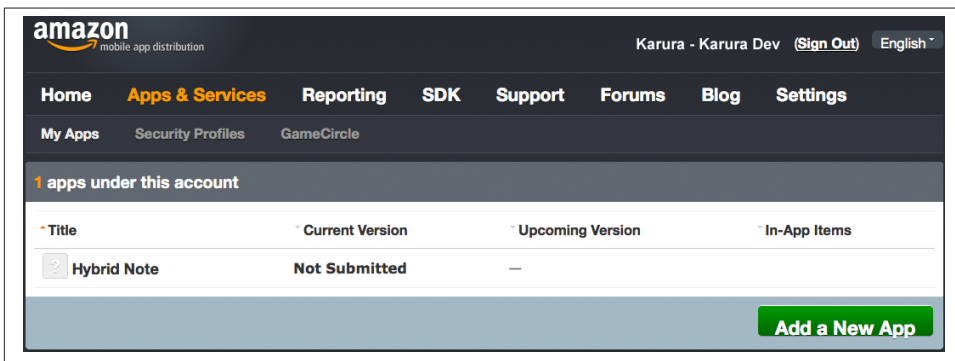 amazon
mobile app distribution
Karura - Karura Dev (Sign Out) English
Home Apps & Services Reporting SDK Support Forums Blog Settings
My Apps Security Profiles GameCircle
1 apps under this account
Title Current Version Upcoming Version In-App Items
? Hybrid Note Not Submitted —
Add a New App